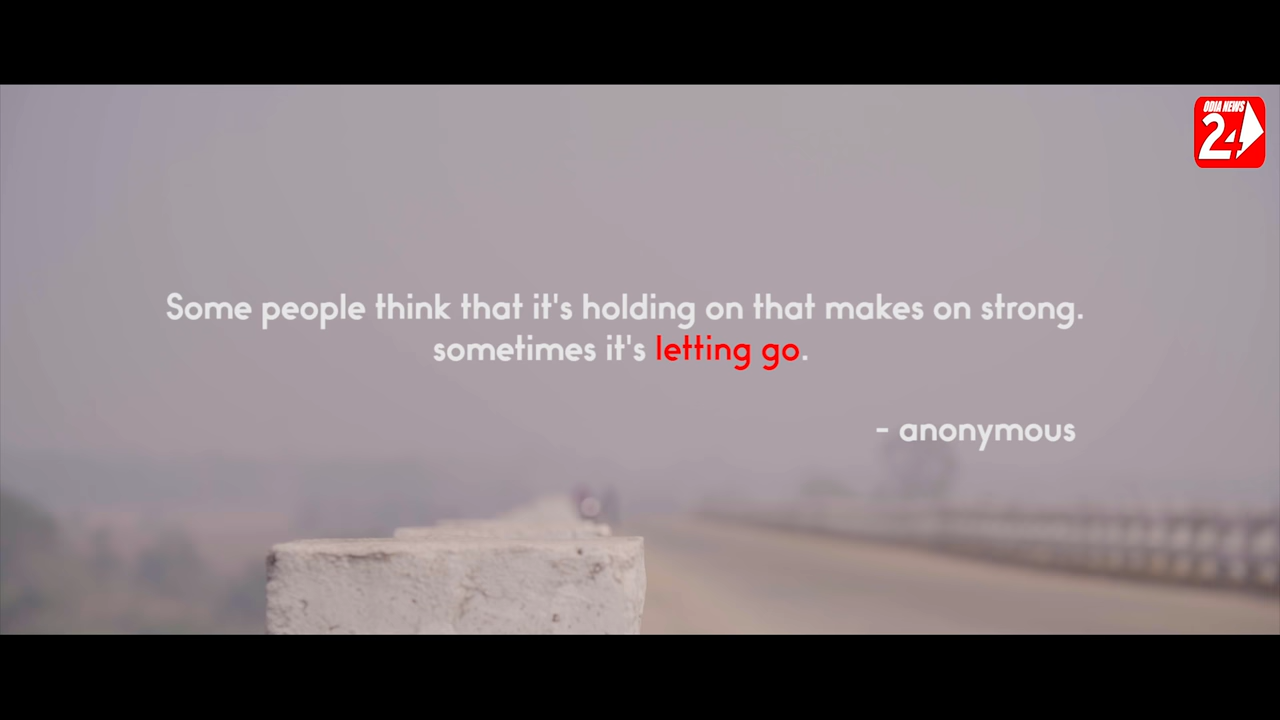 ODIA NEWS
24
Some people think that it's holding on that makes on strong.
sometimes it's letting go.
- anonymous